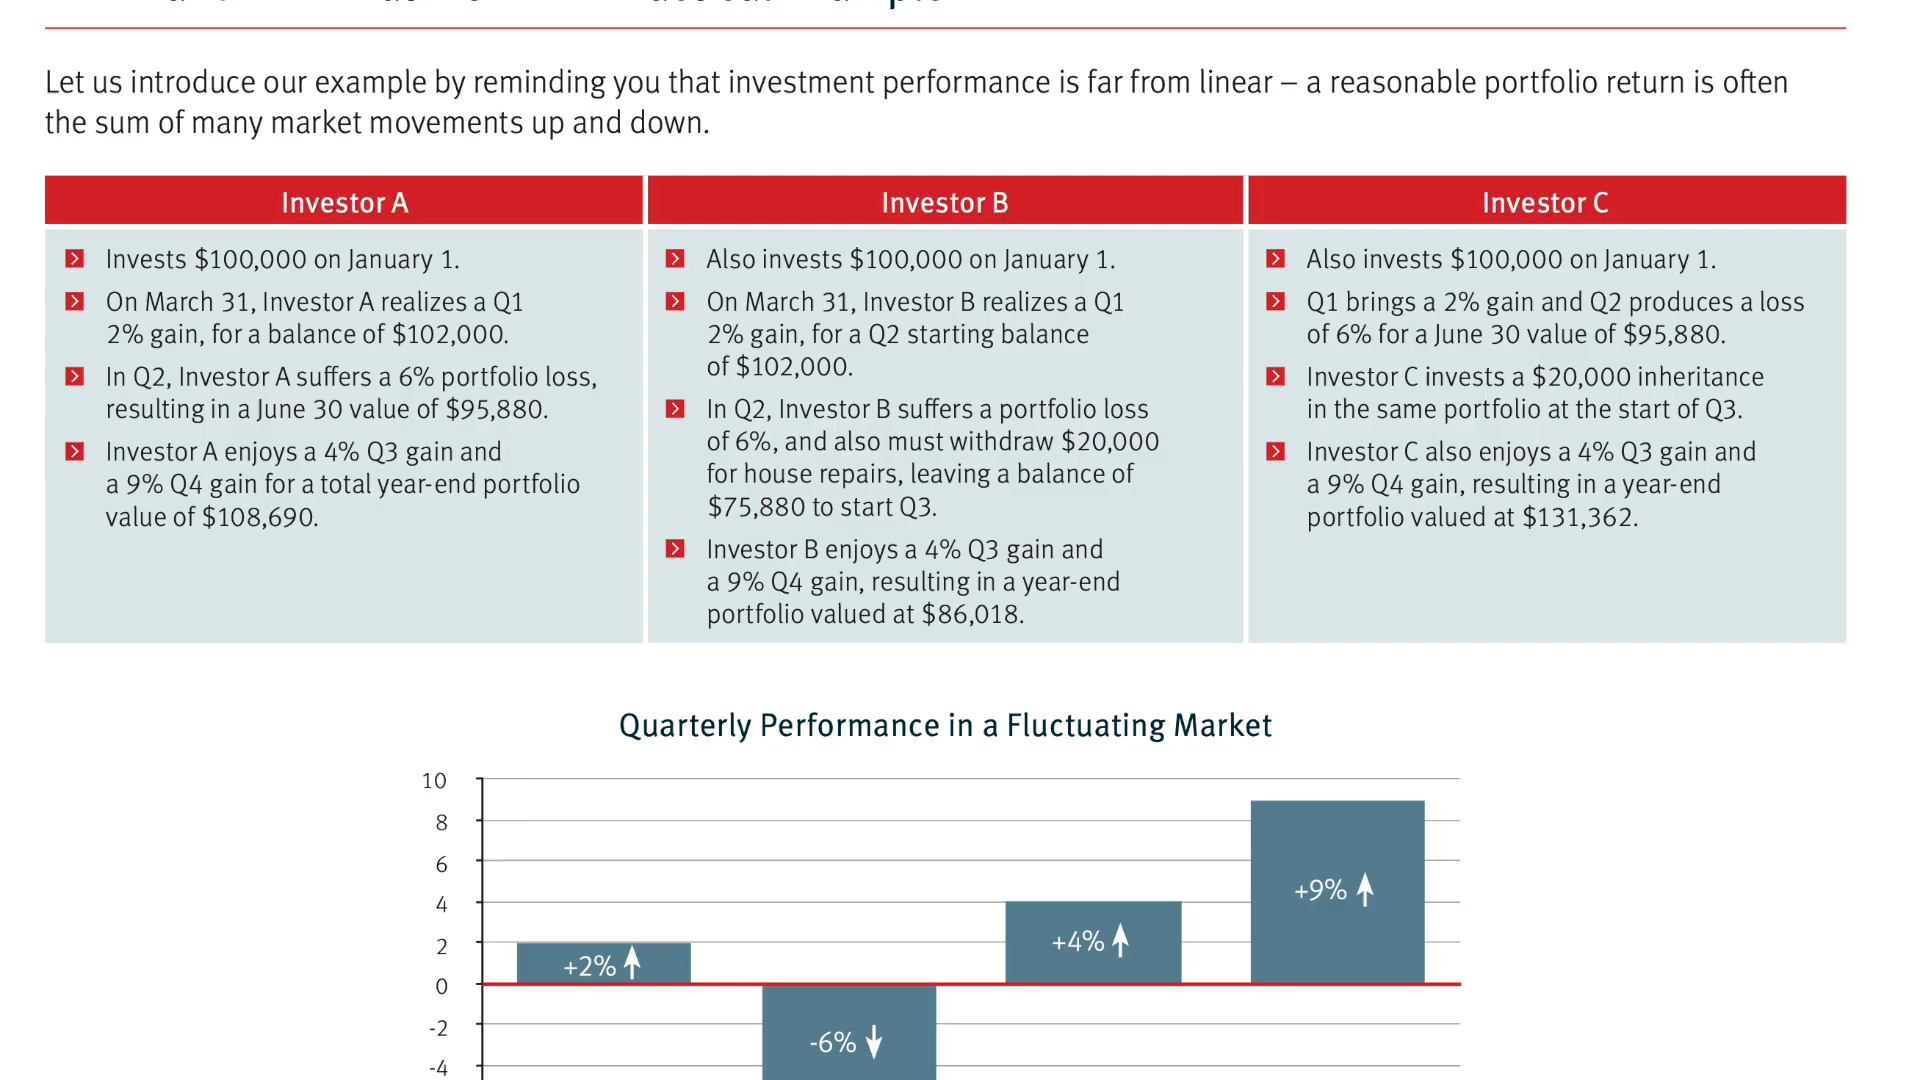 Let us introduce our example by reminding you that investment performance is far from linear – a reasonable portfolio return is often
the sum of many market movements up and down.
Investor A
Invests $100,000 on January 1.
On March 31, Investor A realizes a Q1
2% gain, for a balance of $102,000.
In Q2, Investor A suffers a 6% portfolio loss,
resulting in a June 30 value of $95,880.
Investor A enjoys a 4% Q3 gain and
a 9% Q4 gain for a total year-end portfolio
value of $108,690.
Investor B
Also invests $100,000 on January 1.
On March 31, Investor B realizes a Q1
2% gain, for a Q2 starting balance
of $102,000.
In Q2, Investor B suffers a portfolio loss
of 6%, and also must withdraw $20,000
for house repairs, leaving a balance of
$75,880 to start Q3.
Investor B enjoys a 4% Q3 gain and
a 9% Q4 gain, resulting in a year-end
portfolio valued at $86,018.
Investor C
Also invests $100,000 on January 1.
Q1 brings a 2% gain and Q2 produces a loss
of 6% for a June 30 value of $95,880.
Investor C invests a $20,000 inheritance
in the same portfolio at the start of Q3.
Investor C also enjoys a 4% Q3 gain and
a 9% Q4 gain, resulting in a year-end
portfolio valued at $131,362.
Quarterly Performance in a Fluctuating Market
10
8
6
4
2
0
-2
-4
+2%
-6%
+4%
+9%